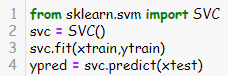 1 from sklearn.svm import SVC
2 svc = SVC()
3 svc.fit(xtrain,ytrain)
4 ypred = svc.predict(xtest)